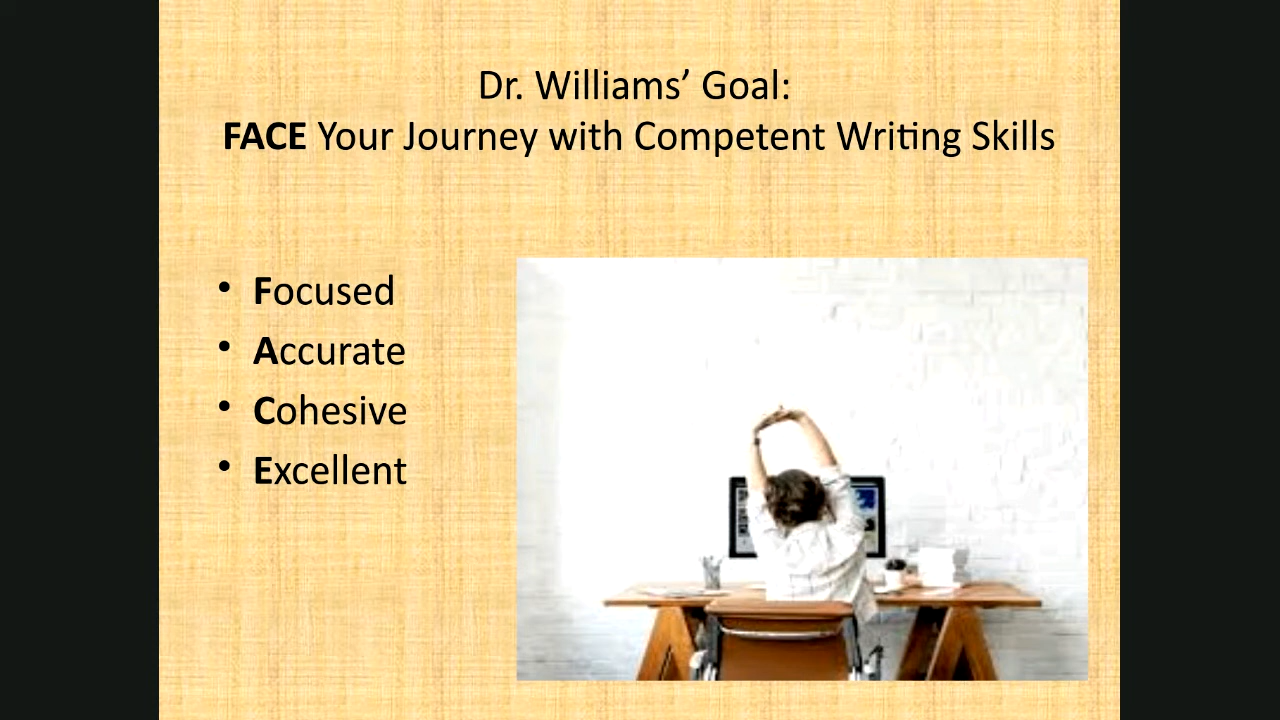 Dr. Williams’ Goal:
FACE Your Journey with Competent Writing Skills
• Focused
• Accurate
• Cohesive
• Excellent